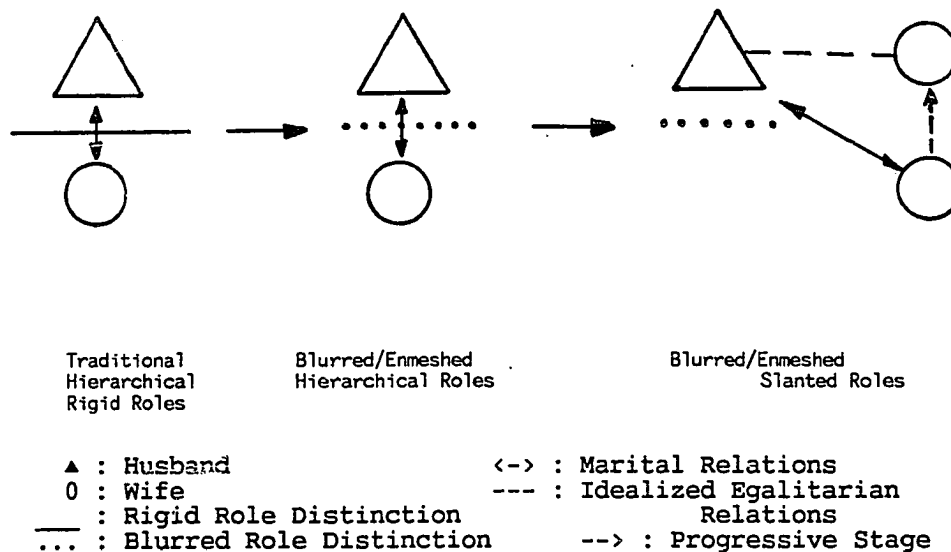 Traditional
Hierarchical
Rigid Roles
Blurred/Enmeshed
Hierarchical Roles
Blurred/Enmeshed
Slanted Roles
▲ : Husband
0 : Wife
___ : Rigid Role Distinction
... : Blurred Role Distinction
<-> : Marital Relations
--- : Idealized Egalitarian
Relations
--> : Progressive Stage